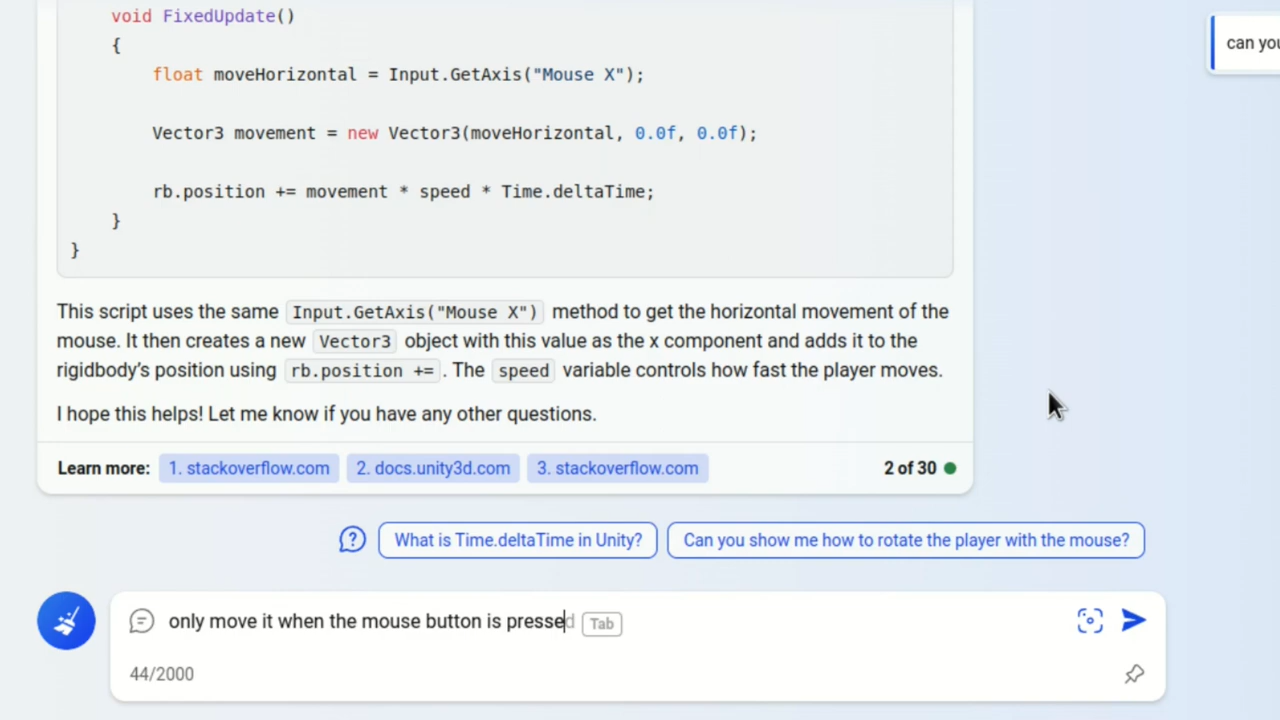 void FixedUpdate()
{
float moveHorizontal = Input.GetAxis("Mouse X");
Vector3 movement = new Vector3(moveHorizontal, 0.0f, 0.0f);
rb.position += movement * speed * Time.deltaTime;
}
}
can you
This script uses the same Input.GetAxis("Mouse X") method to get the horizontal movement of the
mouse. It then creates a new Vector3 object with this value as the x component and adds it to the
rigidbody's position using rb.position += . The speed variable controls how fast the player moves.
I hope this helps! Let me know if you have any other questions.
Learn more: 1. stackoverflow.com 2. docs.unity3d.com 3. stackoverflow.com 2 of 30
What is Time.deltaTime in Unity? Can you show me how to rotate the player with the mouse?
only move it when the mouse button is pressed Tab
44/2000